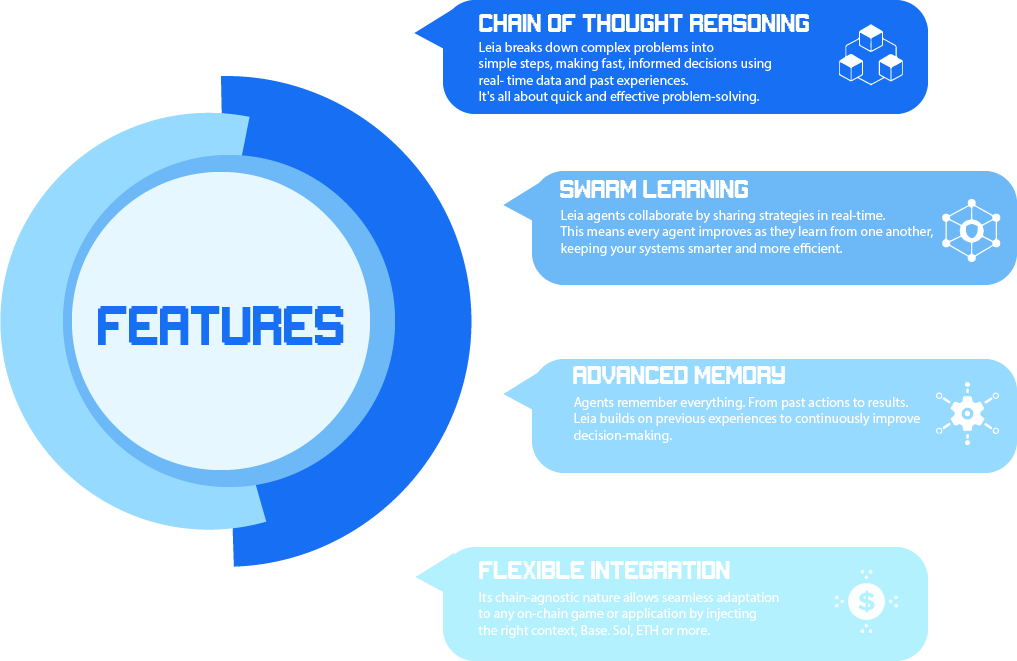 CHAIN OF THOUGHT REASONING
Leia breaks down complex problems into
simple steps, making fast, informed decisions using
real- time data and past experiences.
It's all about quick and effective problem-solving.
SWARM LEARNING
Leia agents collaborate by sharing strategies in real-time.
This means every agent improves as they learn from one another,
keeping your systems smarter and more efficient.
FEATURES
ADVANCED MEMORY
Agents remember everything. From past actions to results.
Leia builds on previous experiences to continuously improve
decision-making.
FLEXIBLE INTEGRATION
Its chain-agnostic nature allows seamless adaptation
to any on-chain game or application by injecting
the right context, Base. Sol, ETH or more.
$